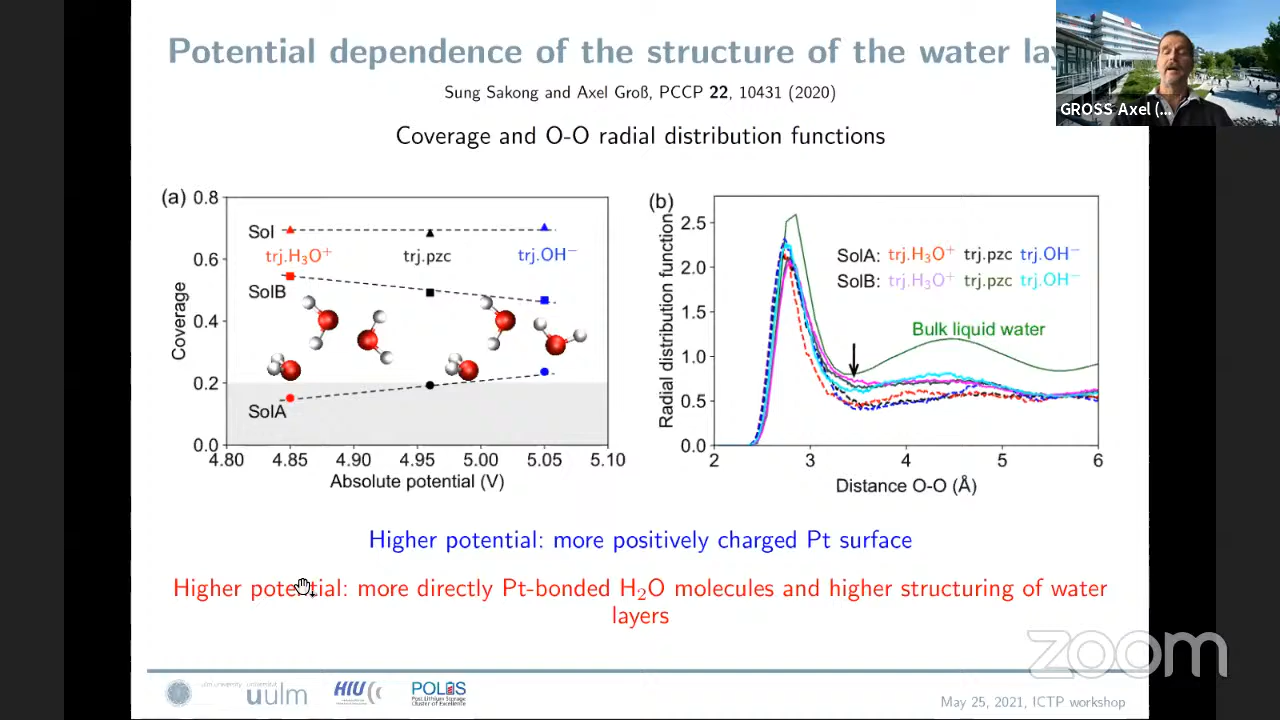 Potential dependence of the structure of the water lay
Sung Sakong and Axel Groß, PCCP 22, 10431 (2020)
GROSS Axel (...
Coverage and O-O radial distribution functions
(a)
0.8
0.6
0.4
0.2
0.0
Coverage
Sol
trj.H₃O⁺
trj.pzc
trj.OH⁻
SolB
SolA
4.80 4.85 4.90 4.95 5.00 5.05 5.10
Absolute potential (V)
(b)
2.5
2.0
1.5
1.0
0.5
0.0
Radial distribution function
SolA: trj.H₃O⁺ trj.pzc trj.OH⁻
SolB: trj.H₃O⁺ trj.pzc trj.OH⁻
Bulk liquid water
2 3 4 5 6
Distance O-O (Å)
Higher potential: more positively charged Pt surface
Higher potential: more directly Pt-bonded H₂O molecules and higher structuring of water
layers
zoom
uulm
HIU
POLiS
Post Lithium Storage
Cluster of Excellence
May 25, 2021, ICTP workshop